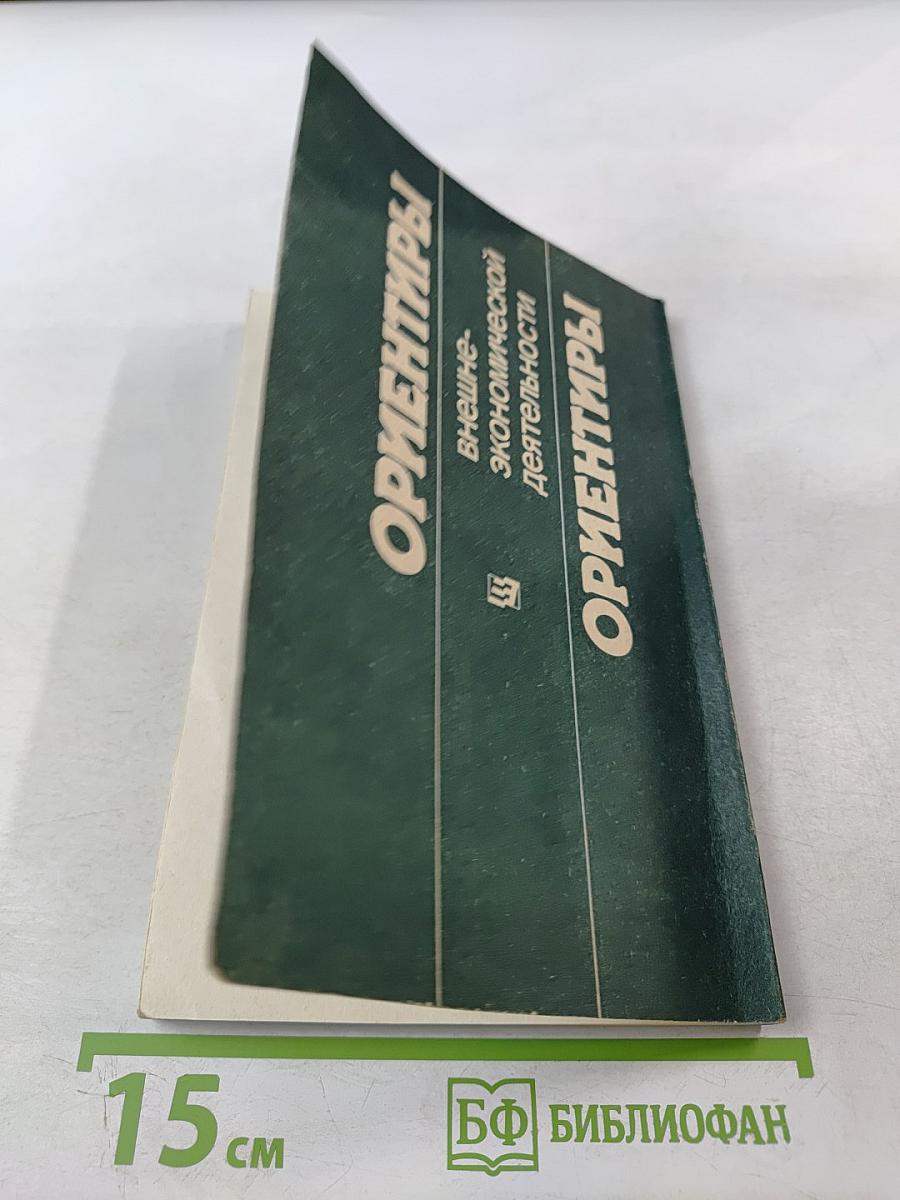 ОРИЕНТИРЫ
внешне-
экономической
деятельности
ОРИЕНТИРЫ
15 см
БФ БИБЛИОФАН